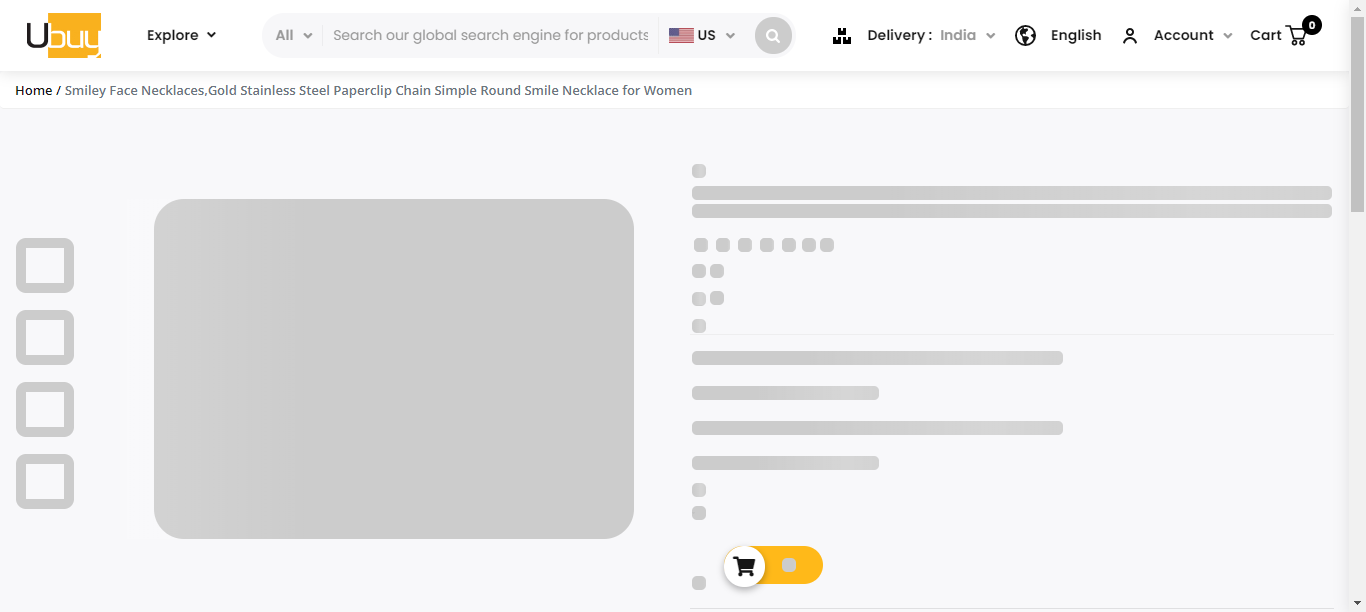 Ubuy
Explore
All
Search our global search engine for products
US
Delivery : India
English
Account
Cart
0
Home / Smiley Face Necklaces,Gold Stainless Steel Paperclip Chain Simple Round Smile Necklace for Women